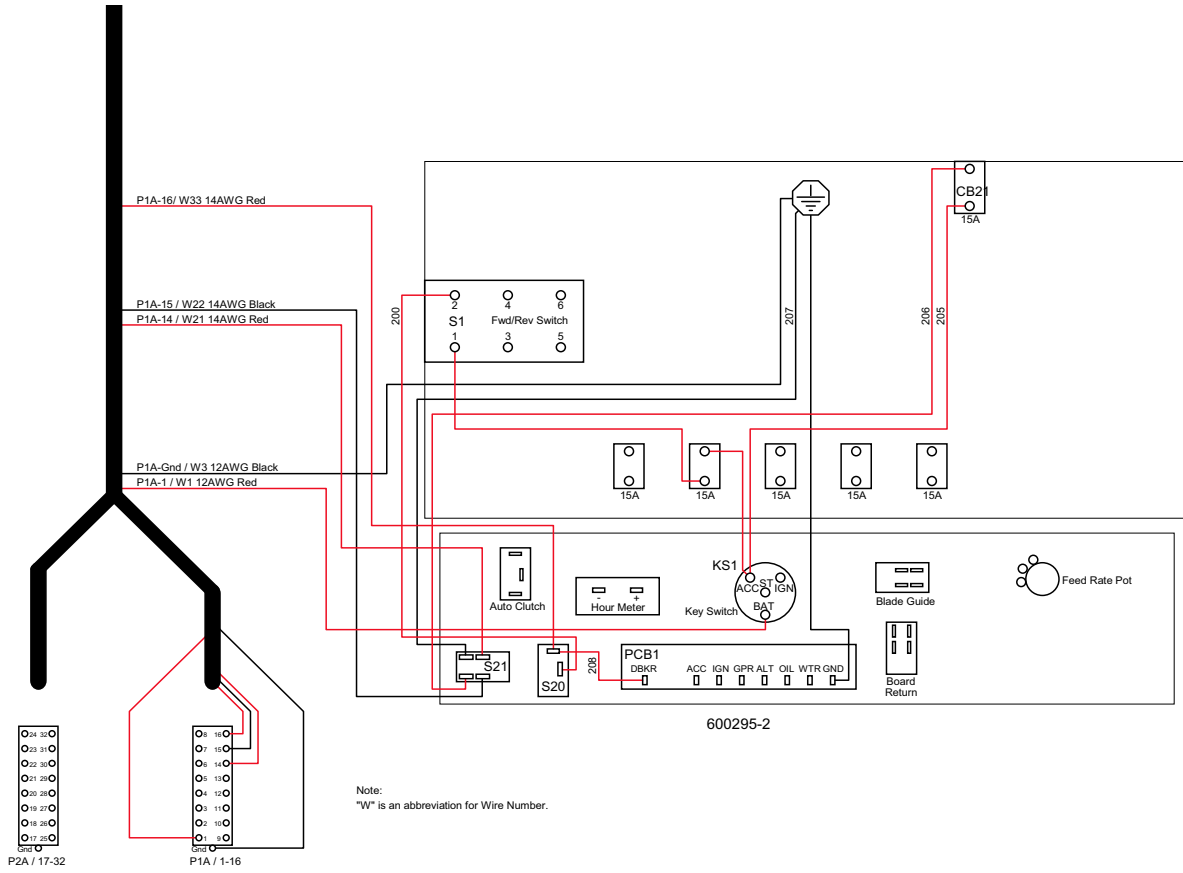 P1A-16/ W33 14AWG Red
CB21
15A
P1A-15 / W22 14AWG Black
P1A-14 / W21 14AWG Red
200
2 4 6
S1 Fwd/Rev Switch
1 3 5
207
206
205
P1A-Gnd / W3 12AWG Black
P1A-1 / W1 12AWG Red
15A 15A 15A 15A 15A
Auto Clutch
- +
Hour Meter
KS1
ACC ST IGN
BAT
Key Switch
Blade Guide
Feed Rate Pot
S21
S20
208
PCB1
DBKR ACC IGN GPR ALT OIL WTR GND
Board
Return
600295-2
24 32
23 31
22 30
21 29
20 28
19 27
18 26
17 25
Gnd
P2A / 17-32
8 16
7 15
6 14
5 13
4 12
3 11
2 10
1 9
Gnd
P1A / 1-16
Note:
"W" is an abbreviation for Wire Number.